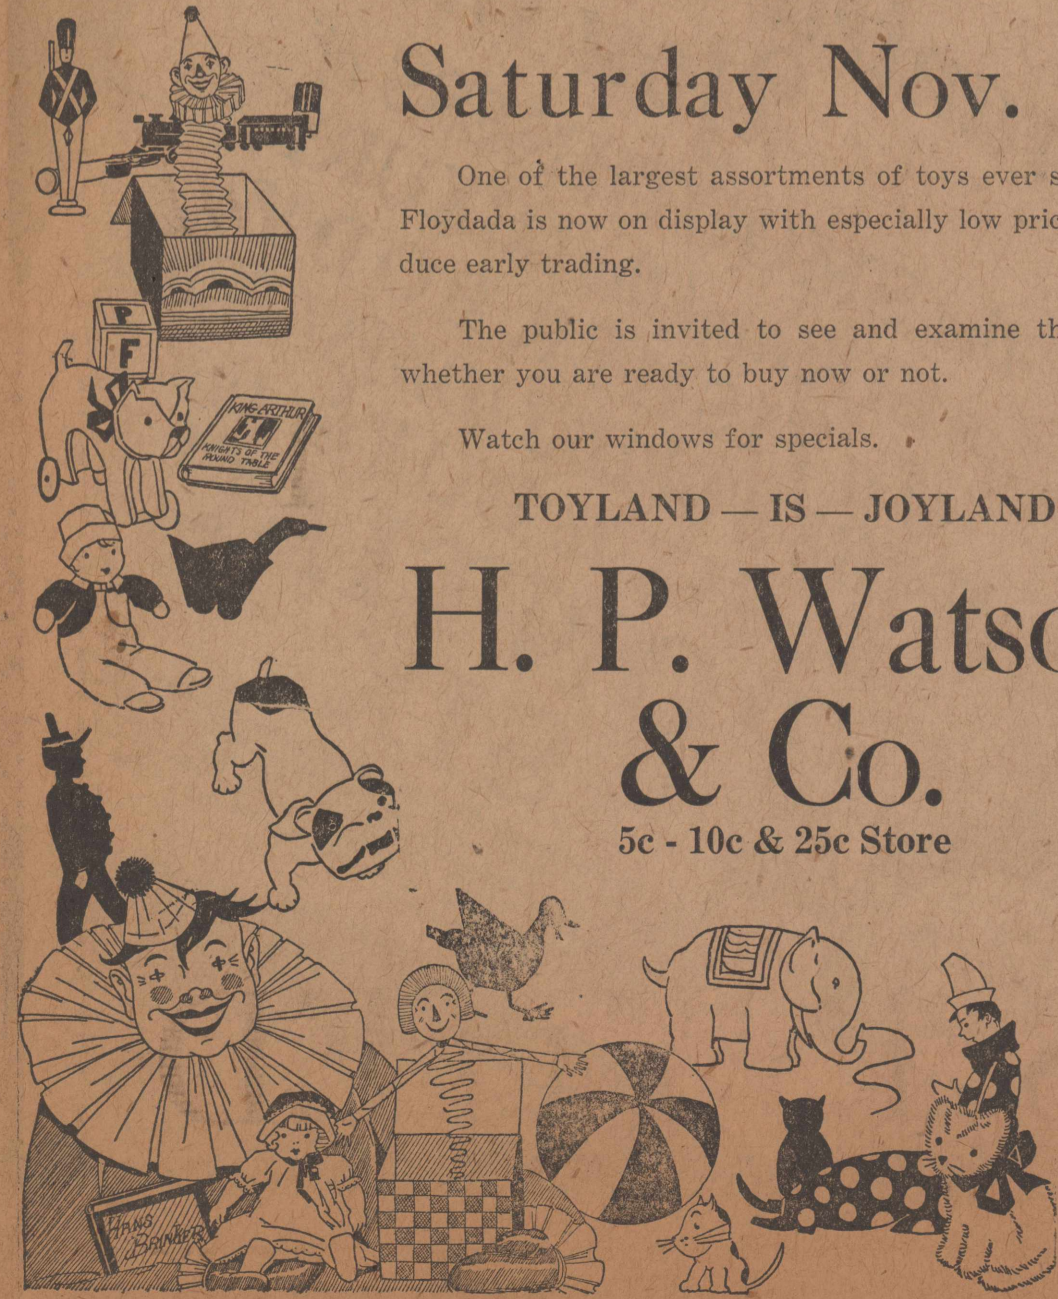 Saturday Nov.
One of the largest assortments of toys ever s
Floydada is now on display with especially low pric
duce early trading.
The public is invited to see and examine th
whether you are ready to buy now or not.
Watch our windows for specials.
TOYLAND — IS — JOYLAND
H. P. Watso
& Co.
5c - 10c & 25c Store
P
F
KING ARTHUR
KNIGHTS OF THE
ROUND TABLE
HANS
BRINKER